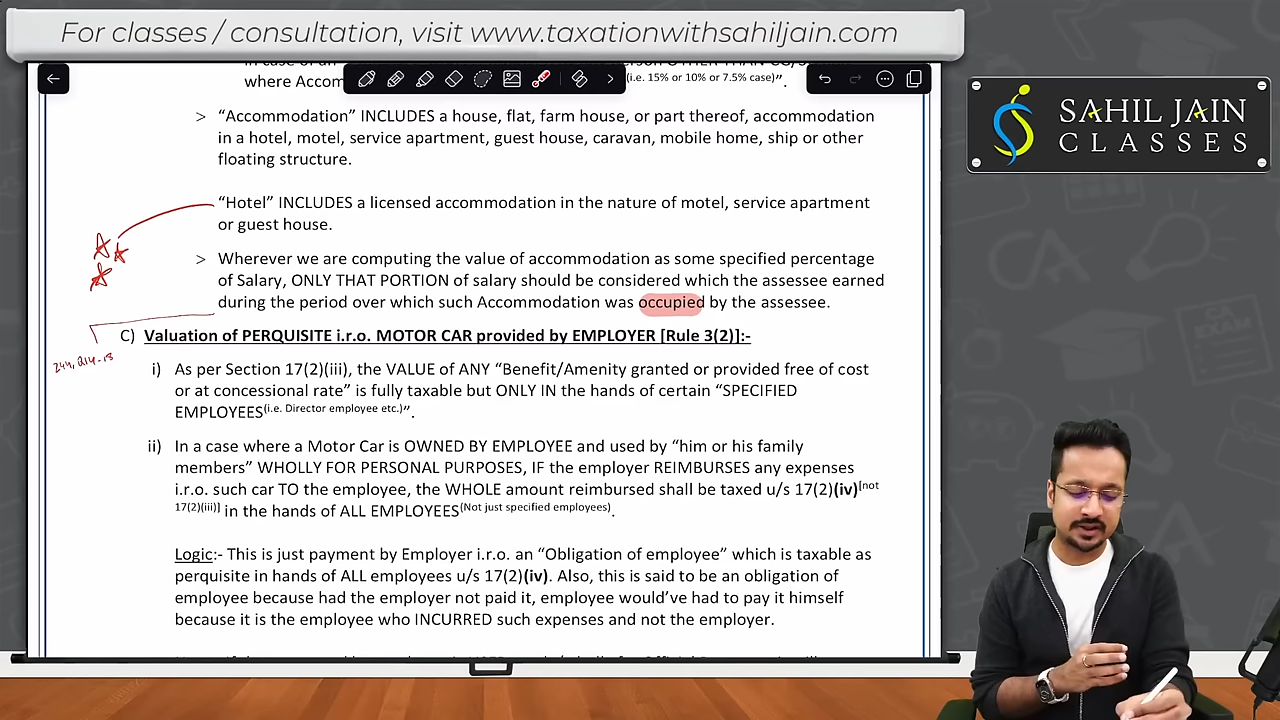 For classes / consultation, visit www.taxationwithsahiljain.com
where Accom
(i.e. 15% or 10% or 7.5% case)”.
> “Accommodation” INCLUDES a house, flat, farm house, or part thereof, accommodation
in a hotel, motel, service apartment, guest house, caravan, mobile home, ship or other
floating structure.
“Hotel” INCLUDES a licensed accommodation in the nature of motel, service apartment
or guest house.
> Wherever we are computing the value of accommodation as some specified percentage
of Salary, ONLY THAT PORTION of salary should be considered which the assessee earned
during the period over which such Accommodation was occupied by the assessee.
C) Valuation of PERQUISITE i.r.o. MOTOR CAR provided by EMPLOYER [Rule 3(2)]:-
i) As per Section 17(2)(iii), the VALUE of ANY “Benefit/Amenity granted or provided free of cost
or at concessional rate” is fully taxable but ONLY IN the hands of certain “SPECIFIED
EMPLOYEES(i.e. Director employee etc.)”.
ii) In a case where a Motor Car is OWNED BY EMPLOYEE and used by “him or his family
members” WHOLLY FOR PERSONAL PURPOSES, IF the employer REIMBURSES any expenses
i.r.o. such car TO the employee, the WHOLE amount reimbursed shall be taxed u/s 17(2)(iv)[not
17(2)(iii)] in the hands of ALL EMPLOYEES(Not just specified employees).
Logic:- This is just payment by Employer i.r.o. an “Obligation of employee” which is taxable as
perquisite in hands of ALL employees u/s 17(2)(iv). Also, this is said to be an obligation of
employee because had the employer not paid it, employee would’ve had to pay it himself
because it is the employee who INCURRED such expenses and not the employer.
SAHIL JAIN
CLASSES